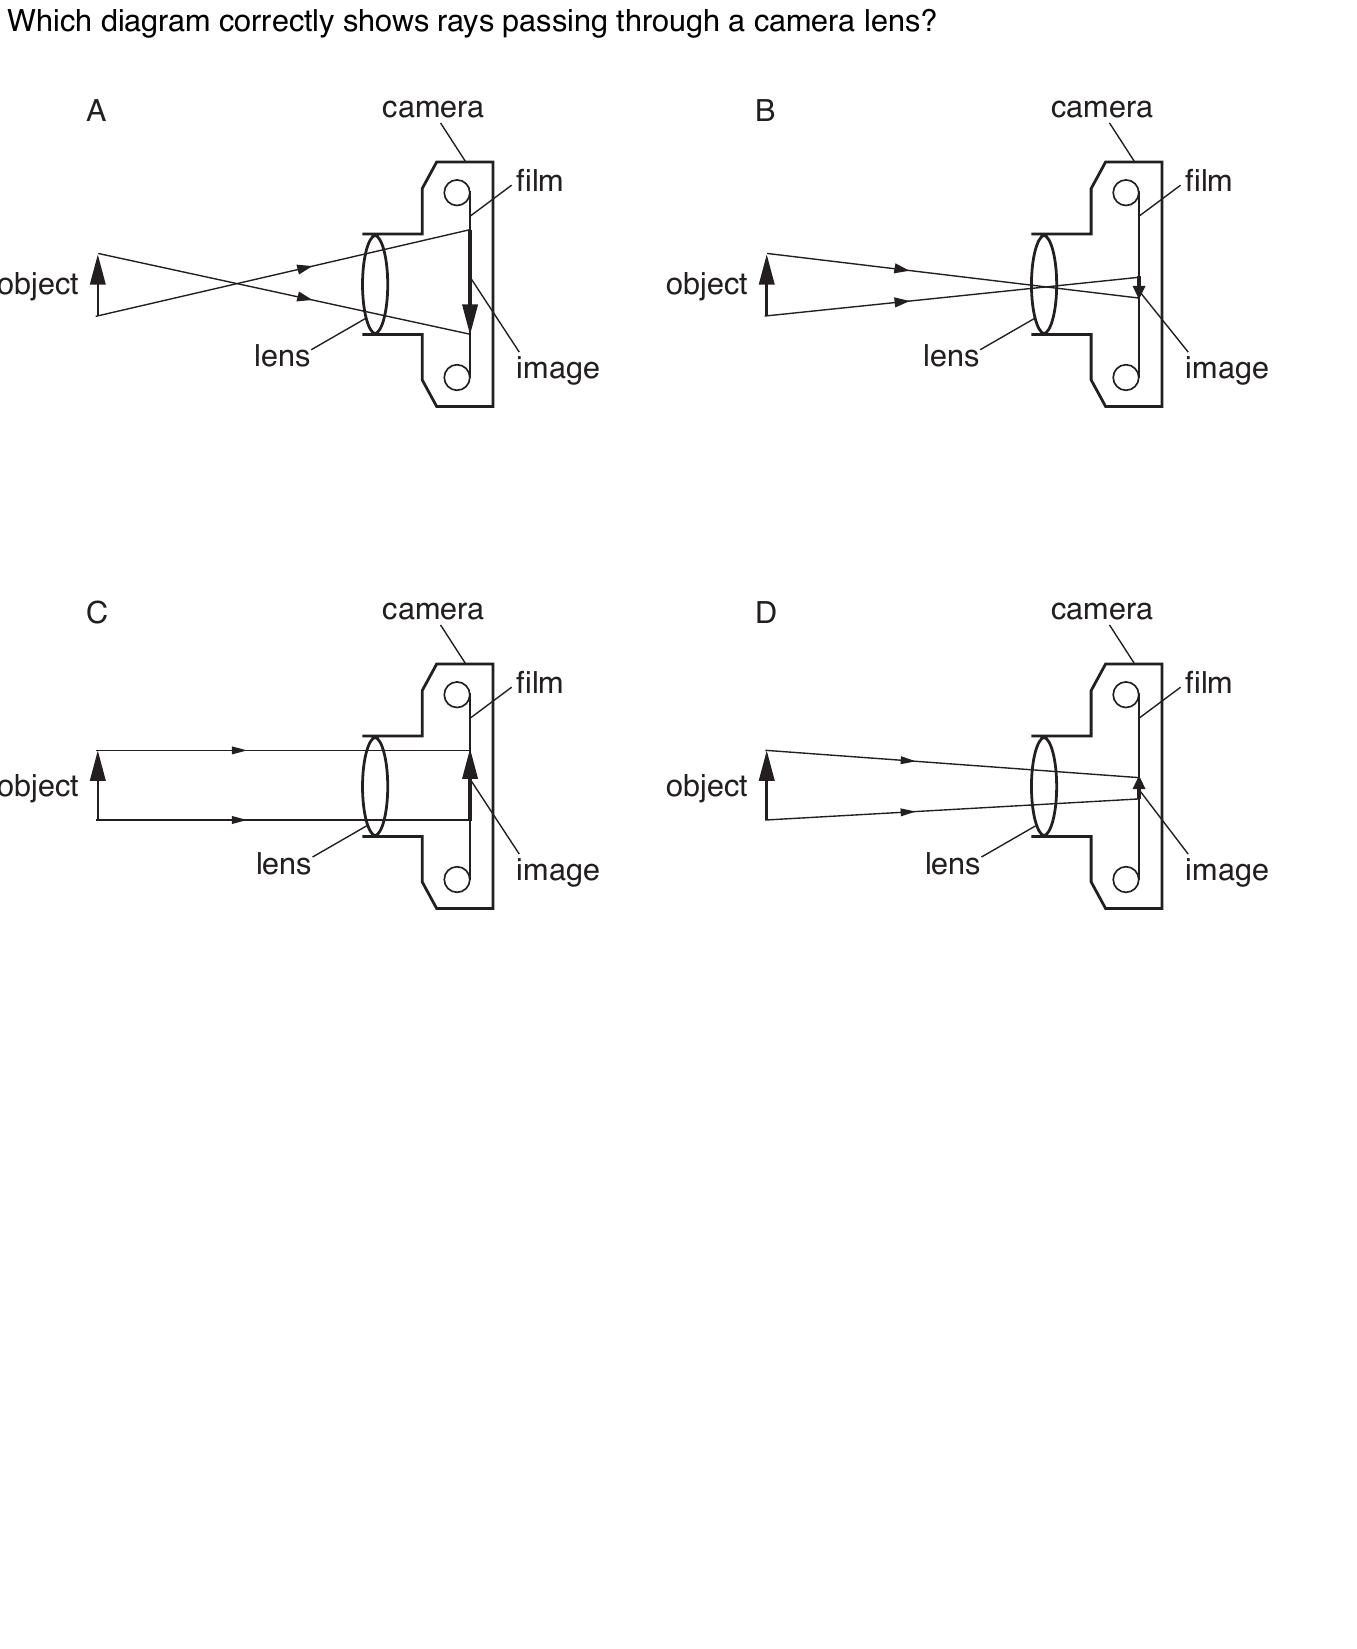 Which diagram correctly shows rays passing through a camera lens?
A
camera
film
object
lens
image
B
camera
film
object
lens
image
C
camera
film
object
lens
image
D
camera
film
object
lens
image